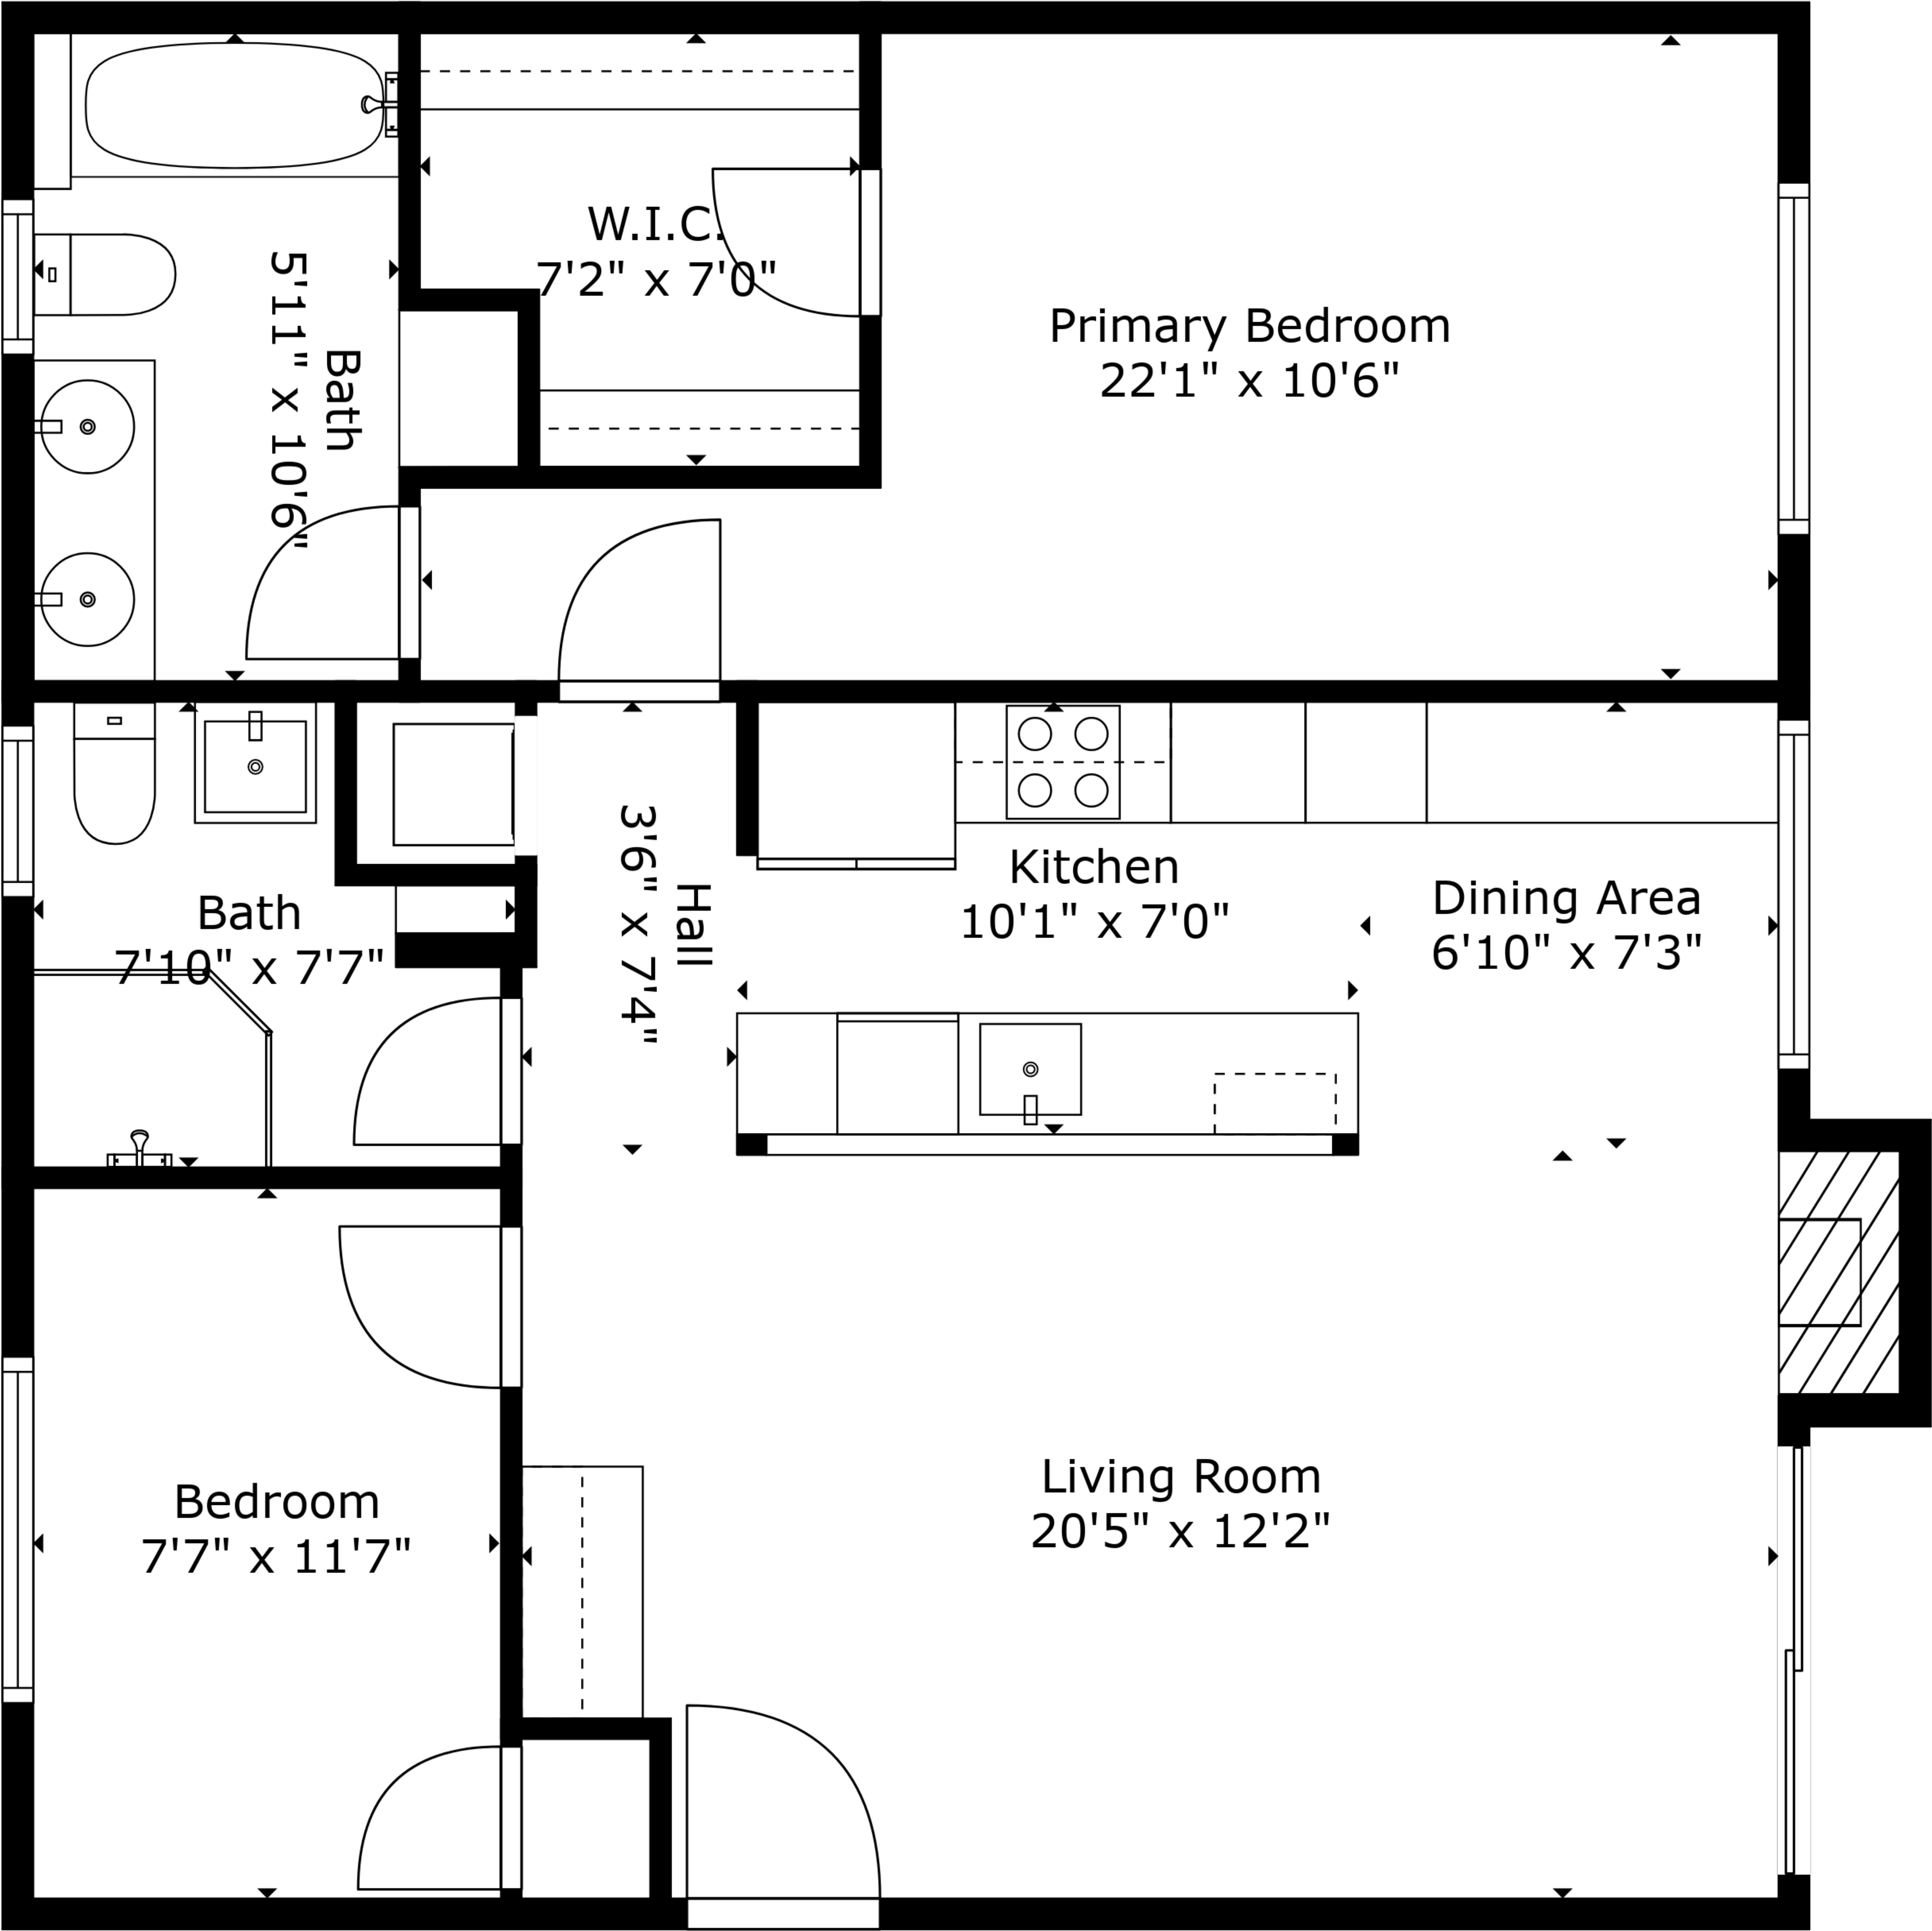 W.I.C.
7'2" x 7'0"
Primary Bedroom
22'1" x 10'6"
Bath
5'11" x 10'6"
Kitchen
10'1" x 7'0"
Dining Area
6'10" x 7'3"
Bath
7'10" x 7'7"
Hall
3'6" x 7'4"
Living Room
20'5" x 12'2"
Bedroom
7'7" x 11'7"